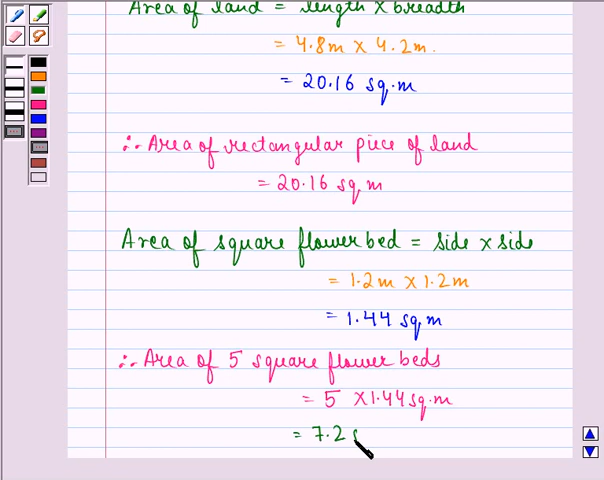 Area of land = length × breadth
= 4.8m × 4.2m.
= 20.16 sq.m
∴ Area of rectangular piece of land
= 20.16 sq m
Area of square flower bed = side × side
= 1.2m × 1.2m
= 1.44 sq m
∴ Area of 5 square flower beds
= 5 × 1.44 sq.m
= 7.2 s